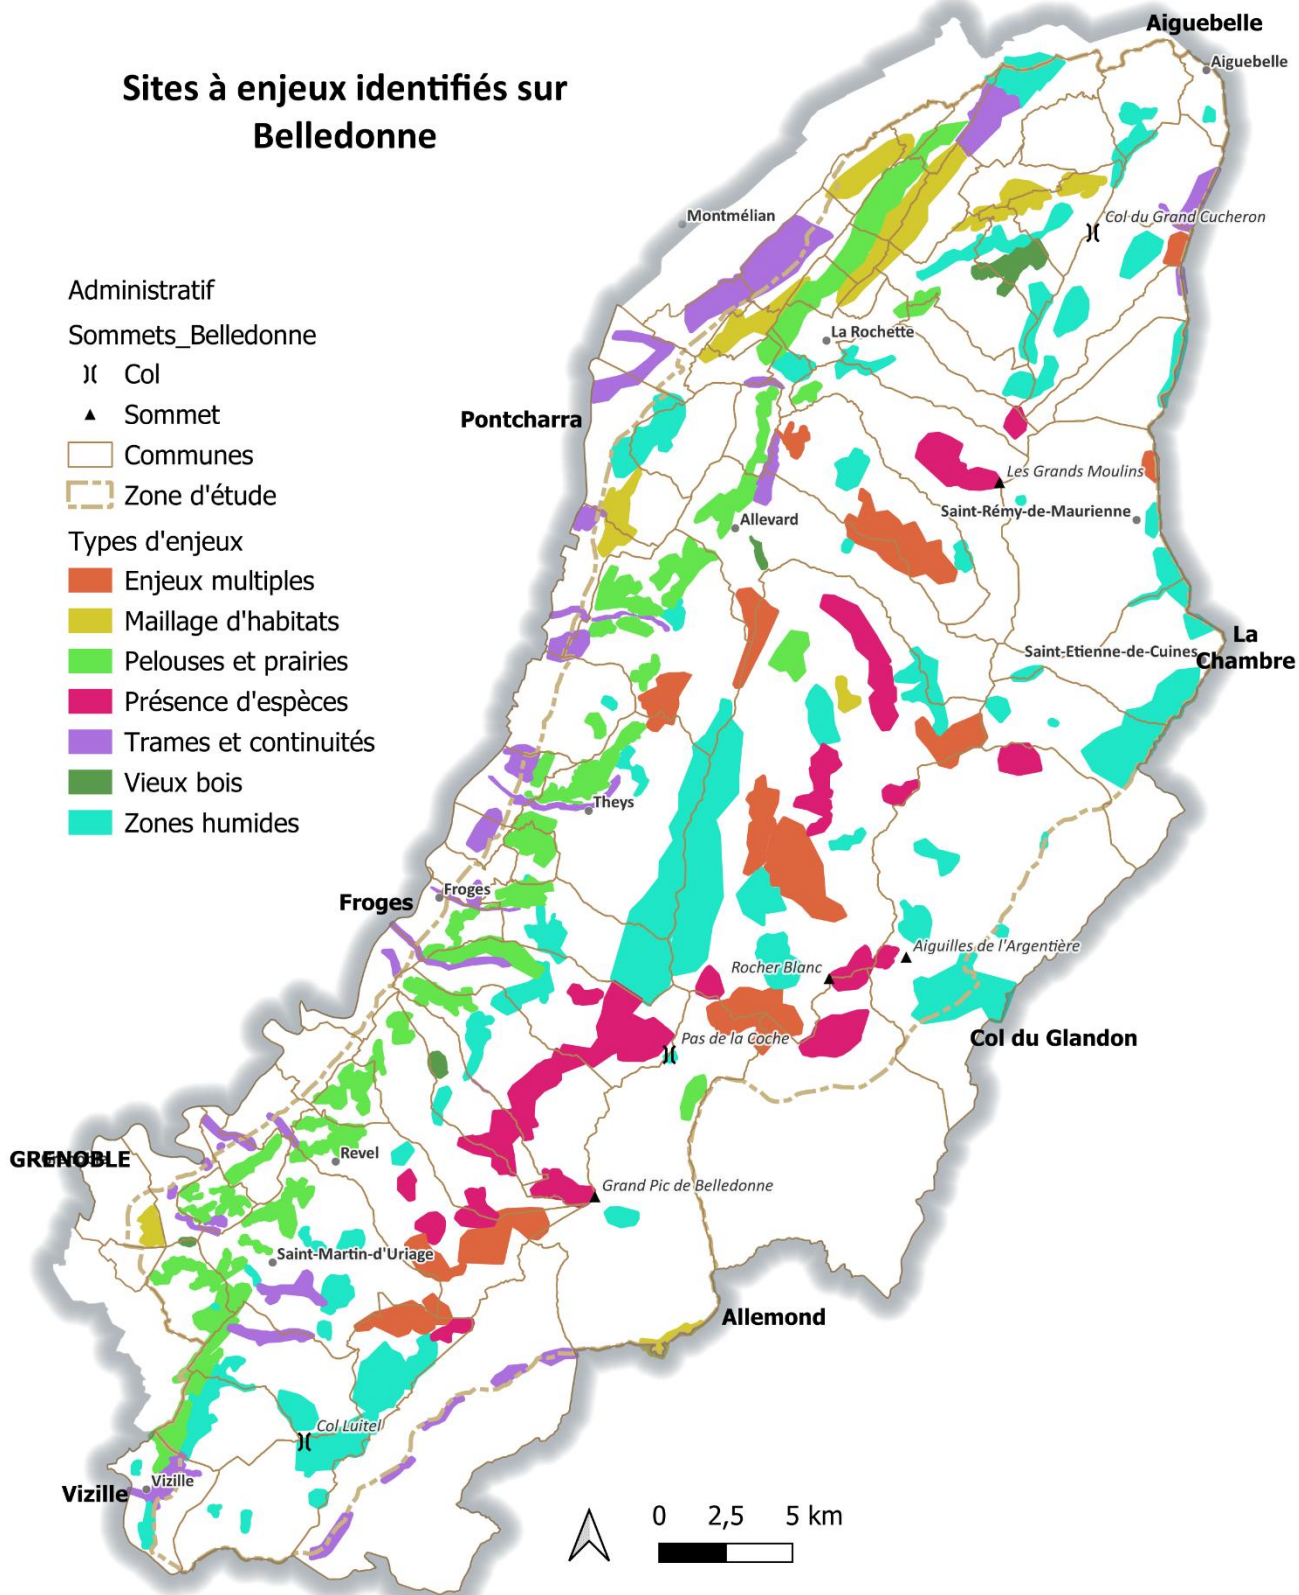 Sites à enjeux identifiés sur
Belledonne
Aiguebelle
Aiguebelle
Montmélian
Col du Grand Cucheron
Administratif
Sommets_Belledonne
Col
Sommet
Communes
Zone d'étude
Types d'enjeux
Enjeux multiples
Maillage d'habitats
Pelouses et prairies
Présence d'espèces
Trames et continuités
Vieux bois
Zones humides
La Rochette
Pontcharra
Les Grands Moulins
Saint-Rémy-de-Maurienne
Allevard
La
Chambre
Saint-Etienne-de-Cuines
Theys
Froges
Froges
Aiguilles de l'Argentière
Rocher Blanc
Col du Glandon
Pas de la Coche
GRENOBLE
Revel
Grand Pic de Belledonne
Saint-Martin-d'Uriage
Allemond
Col Luitel
Vizille
Vizille
0 2,5 5 km